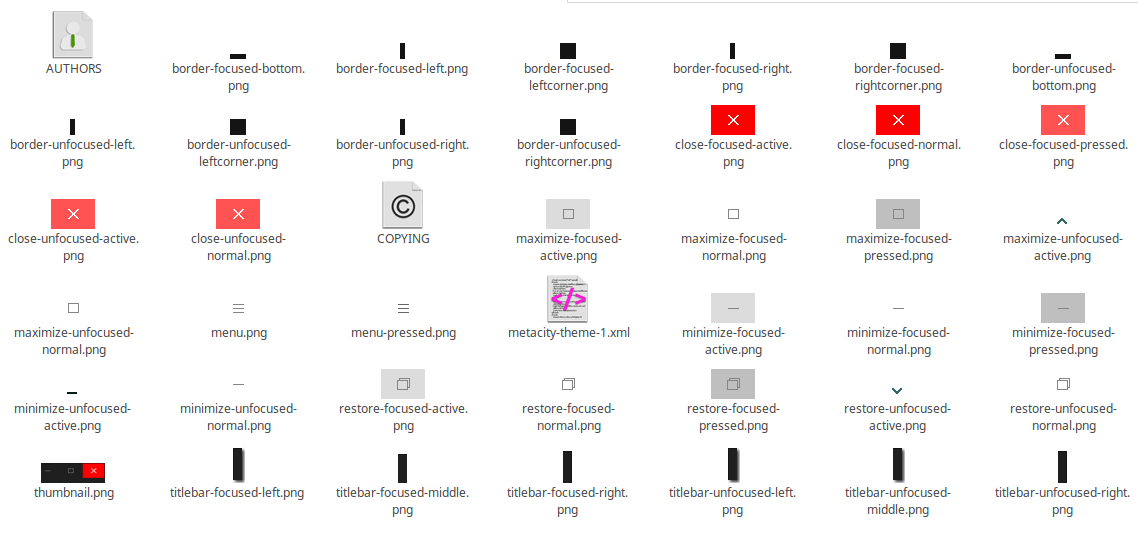 AUTHORS
border-focused-bottom.
png
border-focused-left.png
border-focused-
leftcorner.png
border-focused-right.
png
border-focused-
rightcorner.png
border-unfocused-
bottom.png
border-unfocused-left.
png
border-unfocused-
leftcorner.png
border-unfocused-right.
png
border-unfocused-
rightcorner.png
close-focused-active.
png
close-focused-normal.
png
close-focused-pressed.
png
close-unfocused-active.
png
close-unfocused-
normal.png
COPYING
maximize-focused-
active.png
maximize-focused-
normal.png
maximize-focused-
pressed.png
maximize-unfocused-
active.png
maximize-unfocused-
normal.png
menu.png
menu-pressed.png
metacity-theme-1.xml
minimize-focused-
active.png
minimize-focused-
normal.png
minimize-focused-
pressed.png
minimize-unfocused-
active.png
minimize-unfocused-
normal.png
restore-focused-active.
png
restore-focused-
normal.png
restore-focused-
pressed.png
restore-unfocused-
active.png
restore-unfocused-
normal.png
thumbnail.png
titlebar-focused-left.png
titlebar-focused-middle.
png
titlebar-focused-right.
png
titlebar-unfocused-left.
png
titlebar-unfocused-
middle.png
titlebar-unfocused-right.
png